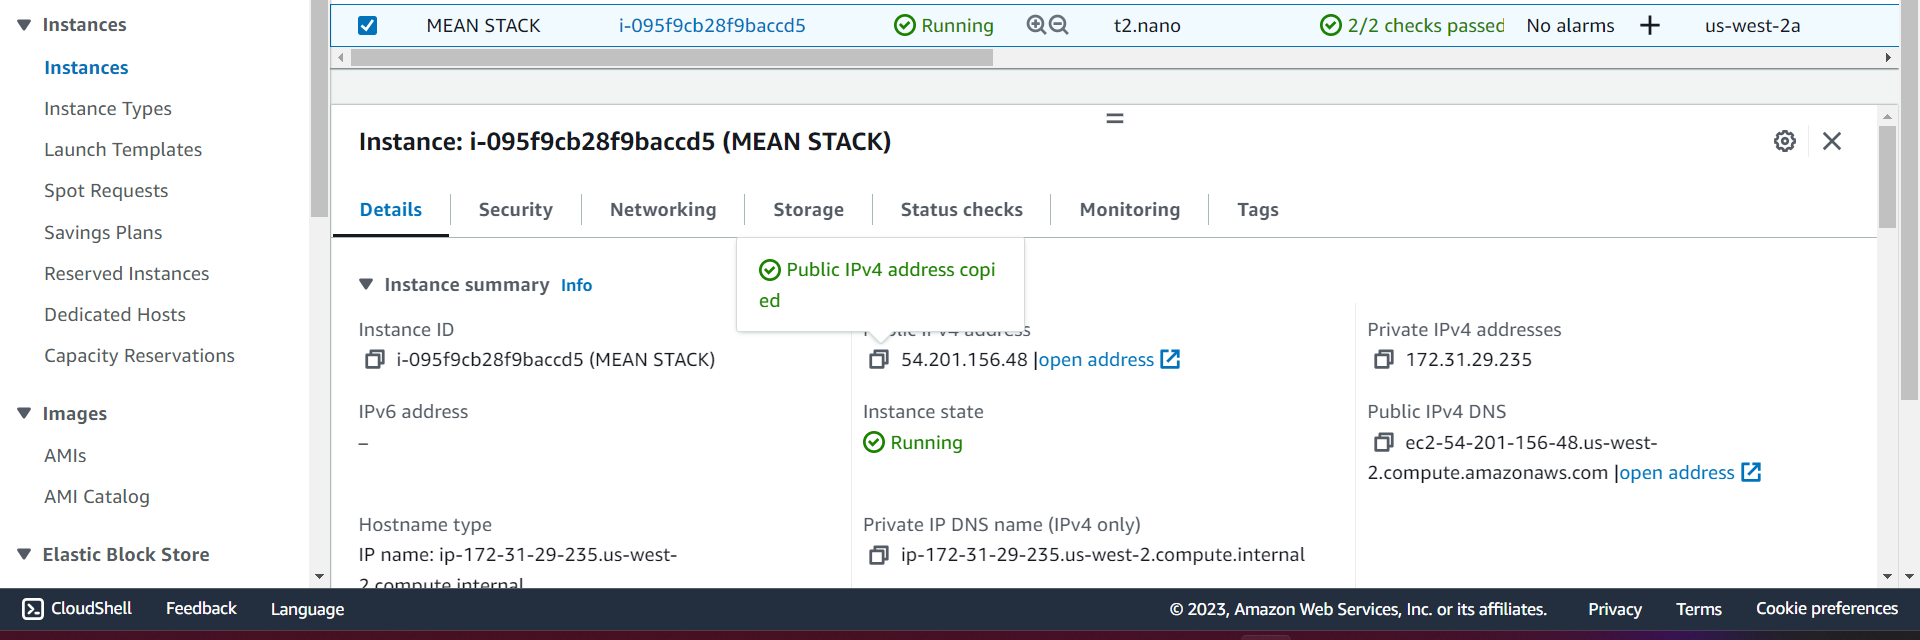 Instances
Instances
Instance Types
Launch Templates
Spot Requests
Savings Plans
Reserved Instances
Dedicated Hosts
Capacity Reservations
Images
AMIs
AMI Catalog
Elastic Block Store
MEAN STACK i-095f9cb28f9baccd5 Running t2.nano 2/2 checks passed No alarms + us-west-2a
Instance: i-095f9cb28f9baccd5 (MEAN STACK)
Details Security Networking Storage Status checks Monitoring Tags
Public IPv4 address copi
ed
Instance summary Info
Instance ID
i-095f9cb28f9baccd5 (MEAN STACK)
Public IPv4 address
54.201.156.48 |open address
Private IPv4 addresses
172.31.29.235
IPv6 address
–
Instance state
Running
Public IPv4 DNS
ec2-54-201-156-48.us-west-
2.compute.amazonaws.com |open address
Hostname type
IP name: ip-172-31-29-235.us-west-
2.compute.internal
Private IP DNS name (IPv4 only)
ip-172-31-29-235.us-west-2.compute.internal
CloudShell Feedback Language © 2023, Amazon Web Services, Inc. or its affiliates. Privacy Terms Cookie preferences